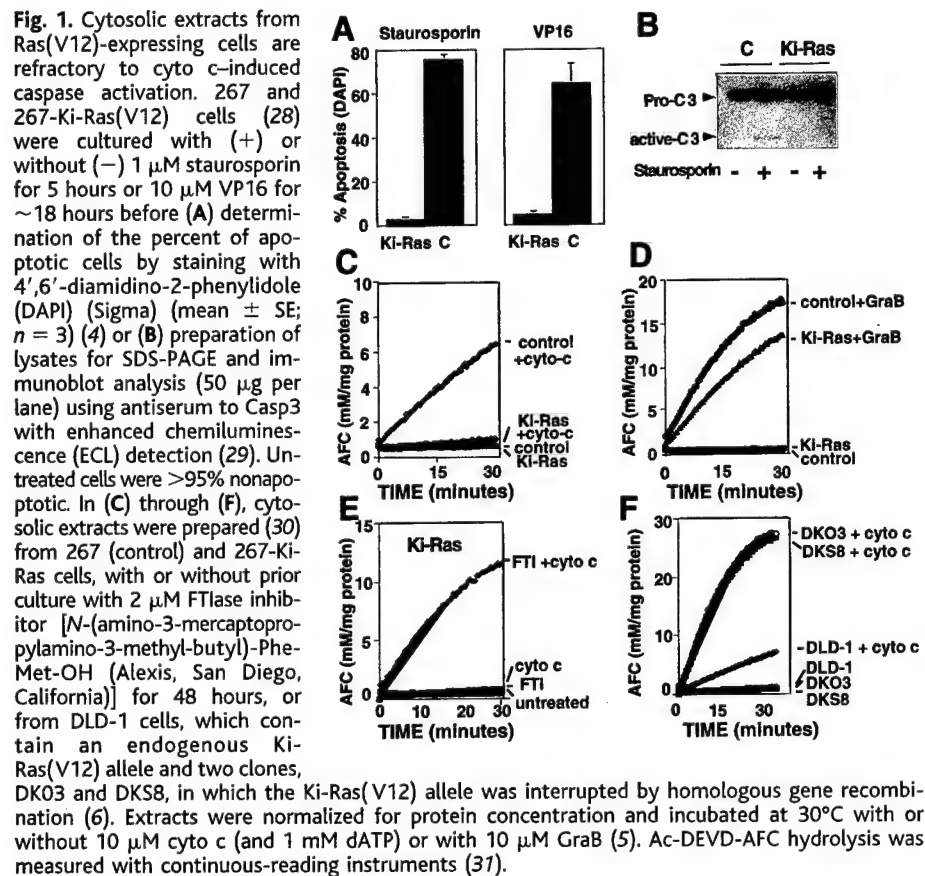 Fig. 1. Cytosolic extracts from
Ras(V12)-expressing cells are
refractory to cyto c–induced
caspase activation. 267 and
267-Ki-Ras(V12) cells (28)
were cultured with (+) or
without (−) 1 μM staurosporin
for 5 hours or 10 μM VP16 for
~18 hours before (A) determi-
nation of the percent of apo-
ptotic cells by staining with
4′,6′-diamidino-2-phenylidole
(DAPI) (Sigma) (mean ± SE;
n = 3) (4) or (B) preparation of
lysates for SDS-PAGE and im-
munoblot analysis (50 μg per
lane) using antiserum to Casp3
with enhanced chemilumines-
cence (ECL) detection (29). Un-
treated cells were >95% nonapo-
ptotic. In (C) through (F), cyto-
solic extracts were prepared (30)
from 267 (control) and 267-Ki-
Ras cells, with or without prior
culture with 2 μM FTIase inhib-
itor [N-(amino-3-mercaptopro-
pylamino-3-methyl-butyl)-Phe-
Met-OH (Alexis, San Diego,
California)] for 48 hours, or
from DLD-1 cells, which con-
tain an endogenous Ki-
Ras(V12) allele and two clones,
DK03 and DKS8, in which the Ki-Ras(V12) allele was interrupted by homologous gene recombi-
nation (6). Extracts were normalized for protein concentration and incubated at 30°C with or
without 10 μM cyto c (and 1 mM dATP) or with 10 μM GraB (5). Ac-DEVD-AFC hydrolysis was
measured with continuous-reading instruments (31).
A
Staurosporin
VP16
% Apoptosis (DAPI)
80
60
40
20
0
Ki-Ras C
Ki-Ras C
B
C Ki-Ras
Pro-C3
active-C3
Staurosporin - + - +
C
AFC (mM/mg protein)
10
8
6
4
2
0
control
+cyto-c
Ki-Ras
+cyto-c
control
Ki-Ras
0 15 30
TIME (minutes)
D
AFC (mM/mg protein)
20
15
10
5
0
control+GraB
Ki-Ras+GraB
Ki-Ras
control
0 15 30
TIME (minutes)
E
Ki-Ras
AFC (mM/mg protein)
15
10
5
0
FTI +cyto c
cyto c
FTI
untreated
0 10 20 30
TIME (minutes)
F
AFC (mM/mg protein)
30
20
10
0
DKO3 + cyto c
DKS8 + cyto c
DLD-1 + cyto c
DLD-1
DKO3
DKS8
0 15 30
TIME (minutes)